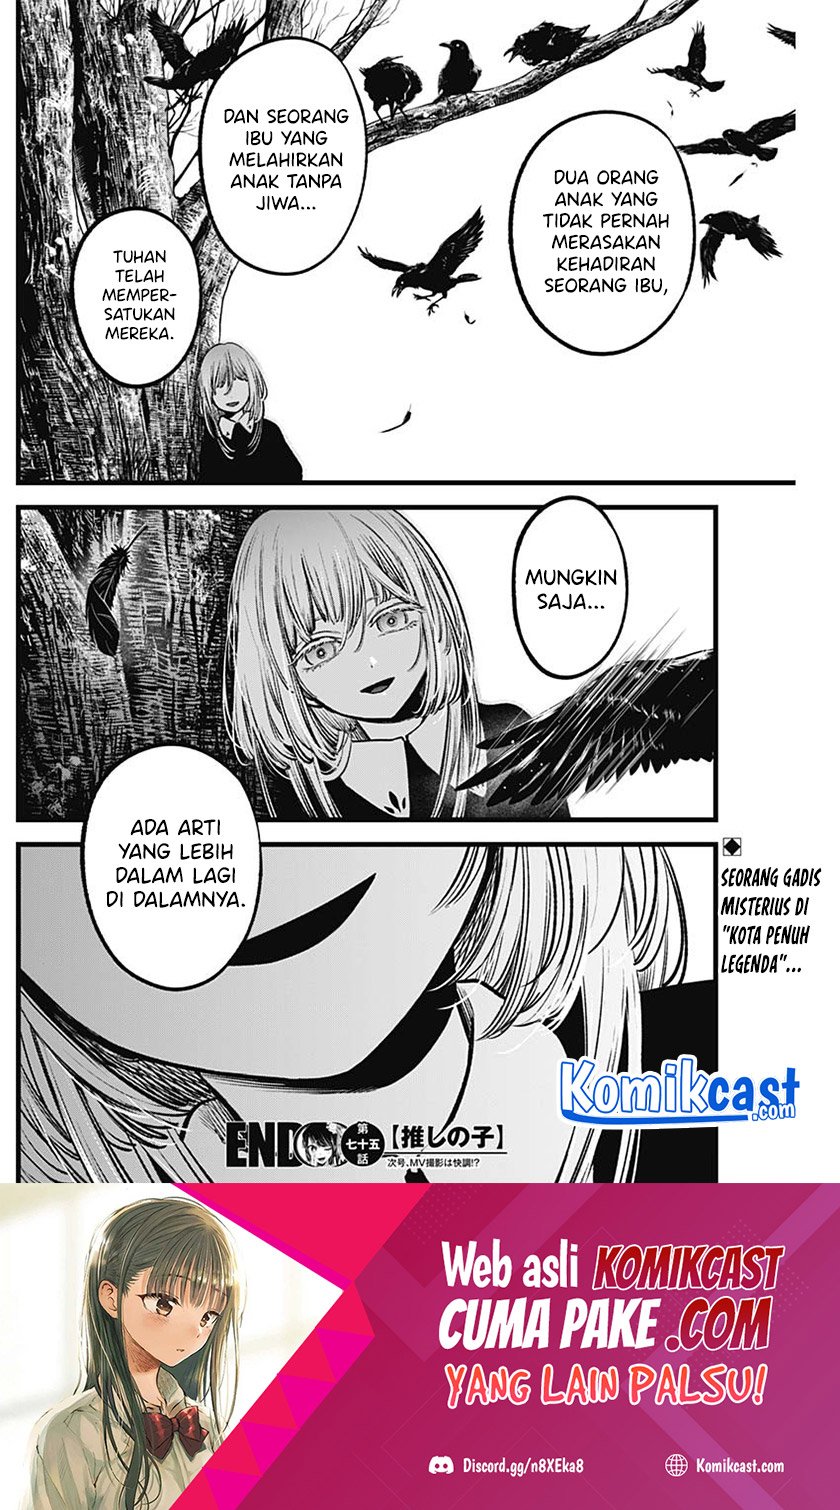 DUA ORANG
ANAK YANG
TIDAK PERNAH
MERASAKAN
KEHADIRAN
SEORANG IBU,
DAN SEORANG
IBU YANG
MELAHIRKAN
ANAK TANPA
JIWA...
TUHAN
TELAH
MEMPER-
SATUKAN
MEREKA.
MUNGKIN
SAJA...
ADA ARTI
YANG LEBIH
DALAM LAGI
DI DALAMNYA.
SEORANG GADIS
MISTERIUS DI
"KOTA PENUH
LEGENDA"...
Komikcast
.com
END
第七十五話
【推しの子】
次号、MV撮影は快調!?
Web asli KOMIKCAST
CUMA PAKE .COM
YANG LAIN PALSU!
Discord.gg/n8XEka8
Komikcast.com